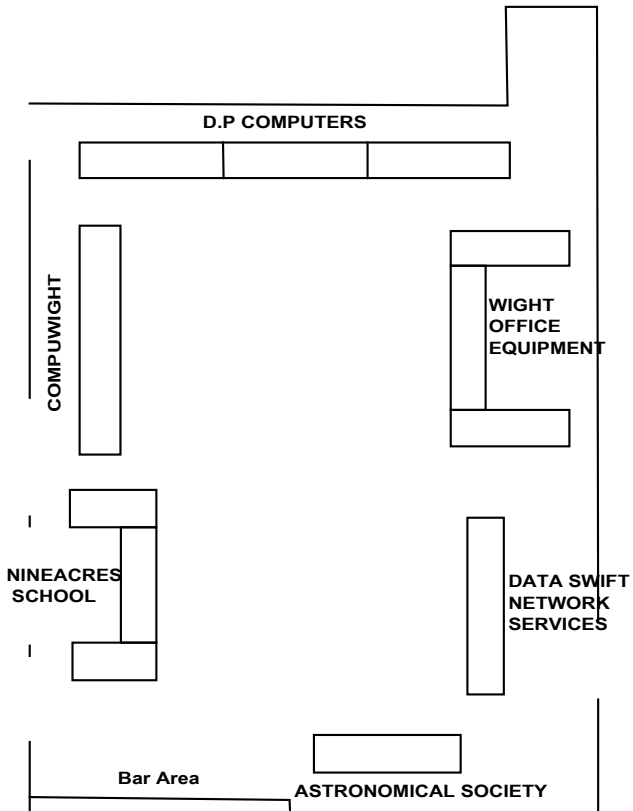 D.P COMPUTERS
COMPUWIGHT
WIGHT
OFFICE
EQUIPMENT
NINEACRES
SCHOOL
DATA SWIFT
NETWORK
SERVICES
Bar Area
ASTRONOMICAL SOCIETY